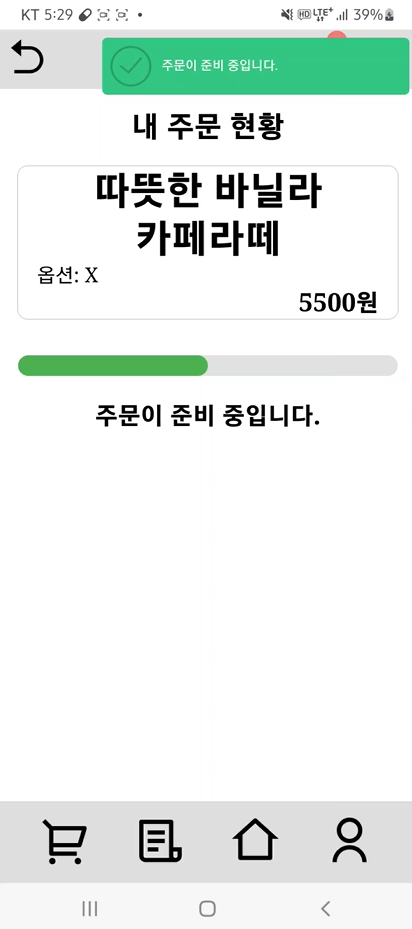 KT 5:29
HD LTE+ 39%
주문이 준비 중입니다.
내 주문 현황
따뜻한 바닐라
카페라떼
옵션: X
5500원
주문이 준비 중입니다.